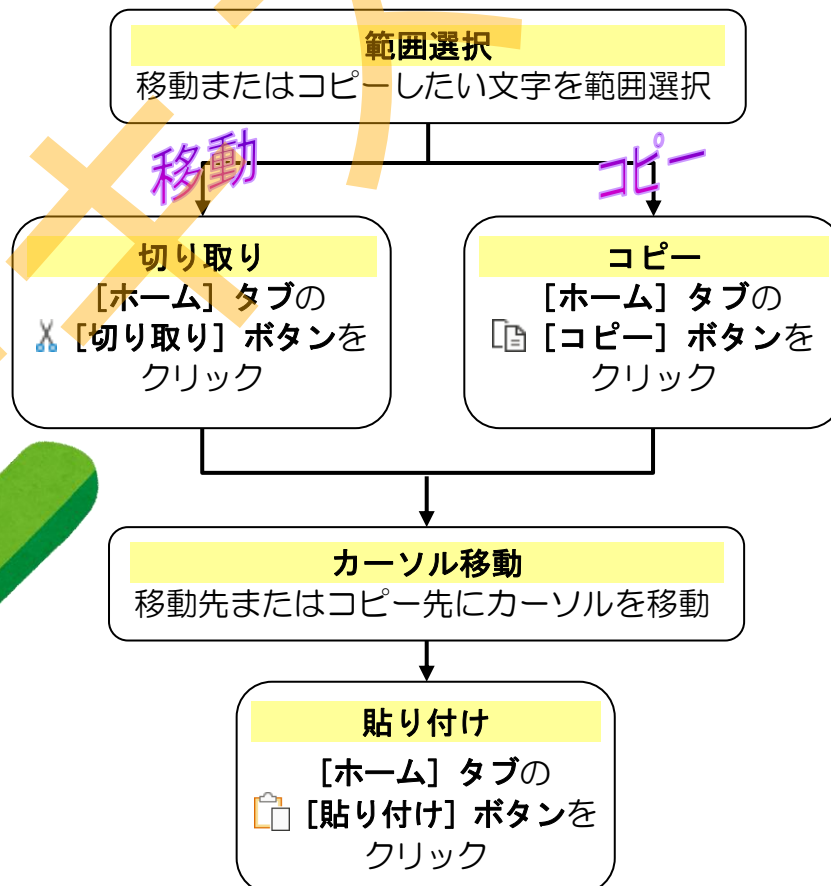 範囲選択
移動またはコピーしたい文字を範囲選択
移動
コピー
切り取り
[ホーム] タブの
[切り取り] ボタンを
クリック
コピー
[ホーム] タブの
[コピー] ボタンを
クリック
カーソル移動
移動先またはコピー先にカーソルを移動
貼り付け
[ホーム] タブの
[貼り付け] ボタンを
クリック